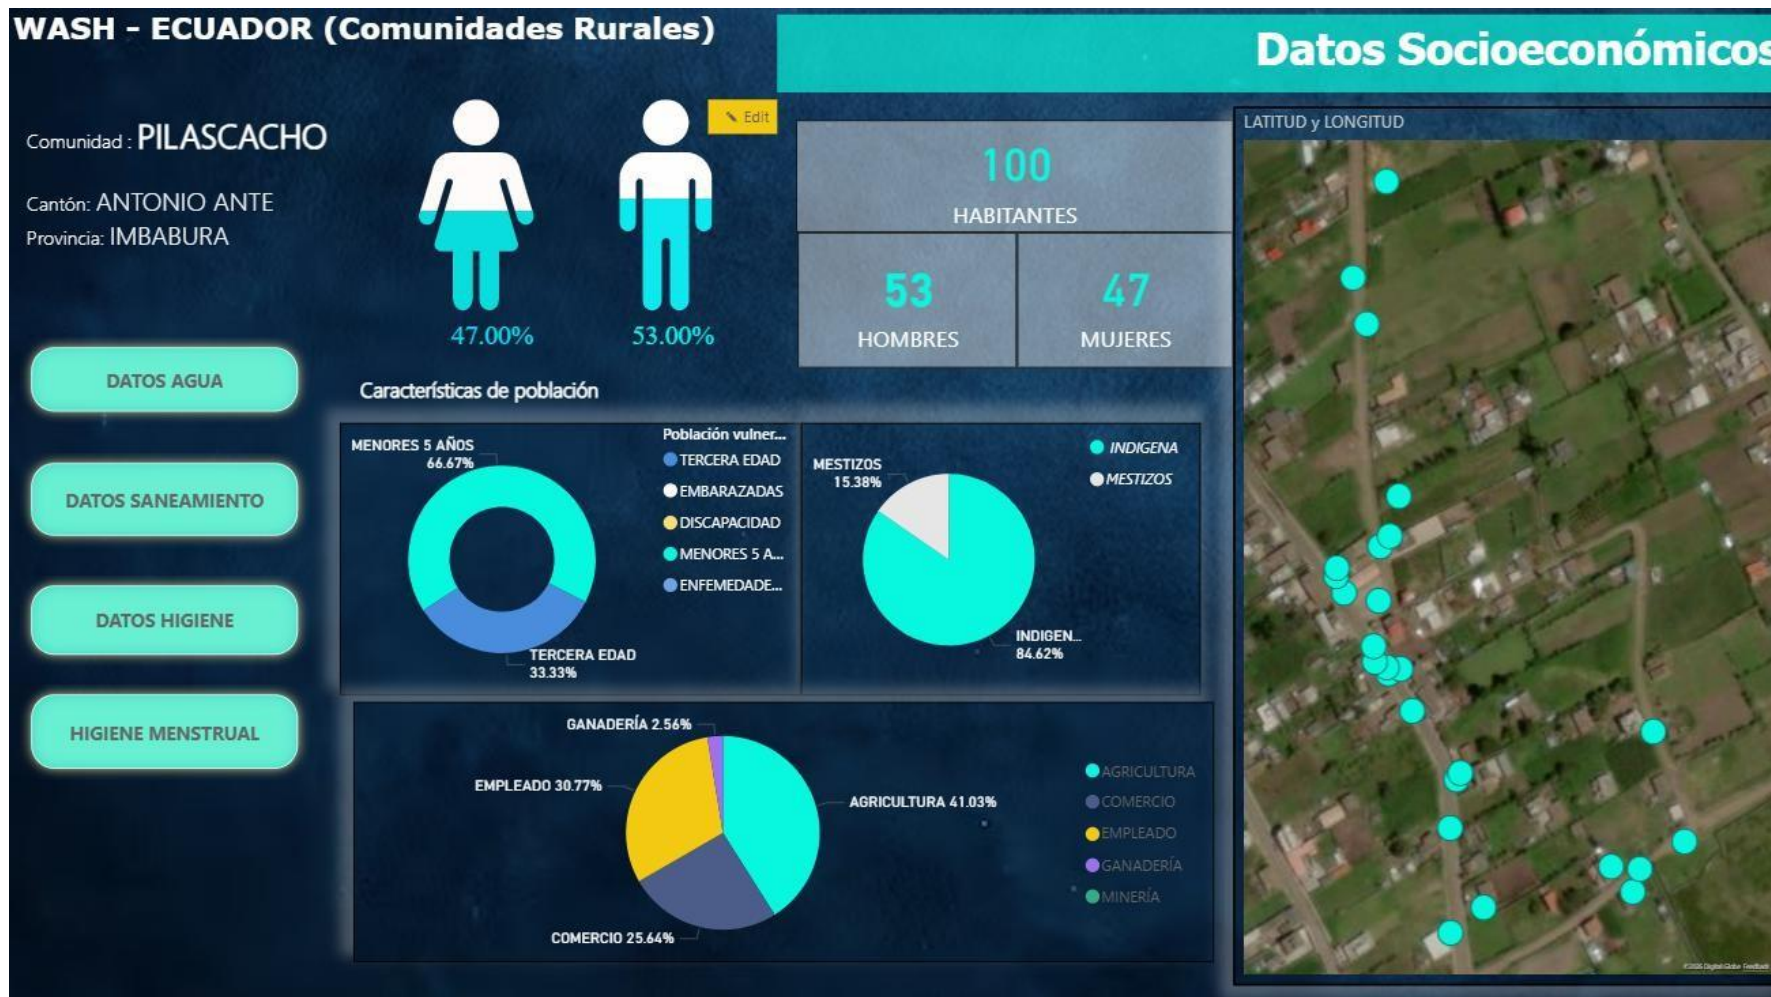 WASH - ECUADOR (Comunidades Rurales)
Datos Socioeconómicos
Comunidad : PILASCACHO
Cantón: ANTONIO ANTE
Provincia: IMBABURA
Edit
47.00%
53.00%
100
HABITANTES
53
HOMBRES
47
MUJERES
LATITUD y LONGITUD
DATOS AGUA
DATOS SANEAMIENTO
DATOS HIGIENE
HIGIENE MENSTRUAL
Características de población
MENORES 5 AÑOS
66.67%
TERCERA EDAD
33.33%
Población vulner...
TERCERA EDAD
EMBARAZADAS
DISCAPACIDAD
MENORES 5 A...
ENFEMEDADE...
MESTIZOS
15.38%
INDIGEN...
84.62%
INDIGENA
MESTIZOS
GANADERÍA 2.56%
EMPLEADO 30.77%
AGRICULTURA 41.03%
COMERCIO 25.64%
AGRICULTURA
COMERCIO
EMPLEADO
GANADERÍA
MINERÍA
Digital Globe Feedback